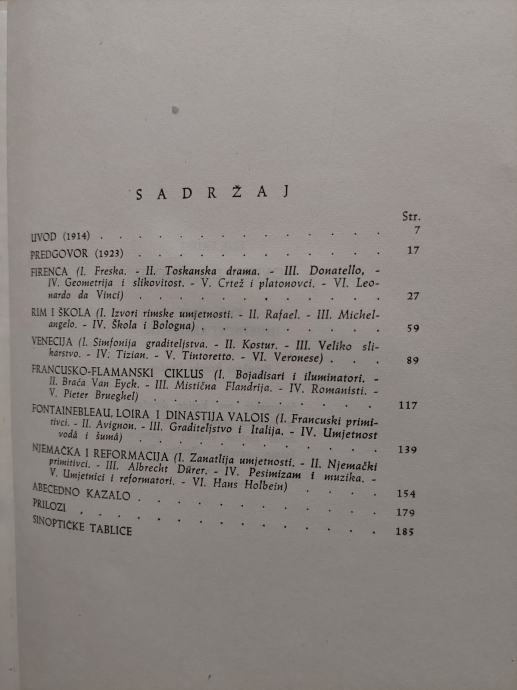 SADRŽAJ
Str.
UVOD (1914) . . . . . . . . . . . . 7
PREDGOVOR (1923) . . . . . . . . . . . 17
FIRENCA (I. Freska. - II. Toskanska drama. - III. Donatello, -
IV. Geometrija i slikovitost. - V. Crtež i platonovci. - VI. Leo-
nardo da Vinci) . . . . . . . . . . . 27
RIM I ŠKOLA (I. Izvori rimske umjetnosti. - II. Rafael. - III. Michel-
angelo. - IV. Škola i Bologna) . . . . . . . . 59
VENECIJA (I. Simfonija graditeljstva. - II. Kostur. - III. Veliko sli-
karstvo. - IV. Tizian. - V. Tintoretto. - VI. Veronese) . . . 89
FRANCUSKO-FLAMANSKI CIKLUS (I. Bojadisari i iluminatori. -
II. Braća Van Eyck. - III. Mistična Flandrija. - IV. Romanisti. -
V. Pieter Brueghel) . . . . . . . . . . 117
FONTAINEBLEAU, LOIRA I DINASTIJA VALOIS (I. Francuski primi-
tivci. - II. Avignon. - III. Graditeljstvo i Italija. - IV. Umjetnost
vodâ i šumâ) . . . . . . . . . . . 139
NJEMAČKA I REFORMACIJA (I. Zanatlija umjetnosti. - II. Njemački
primitivci. - III. Albrecht Dürer. - IV. Pesimizam i muzika. -
V. Umjetnici i reformatori. - VI. Hans Holbein) . . . . 154
ABECEDNO KAZALO . . . . . . . . . .
PRILOZI . . . . . . . . . . . . 179
SINOPTIČKE TABLICE . . . . . . . . . 185